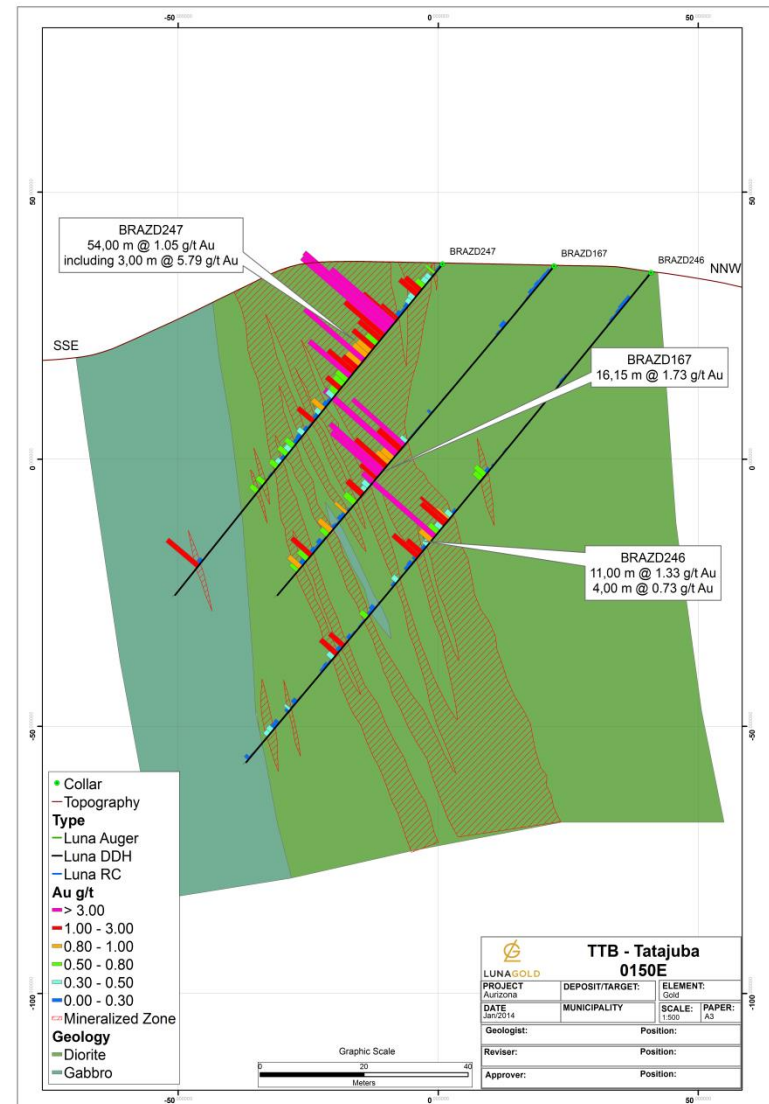 -50
0
50
BRAZD247
54,00 m @ 1.05 g/t Au
including 3,00 m @ 5.79 g/t Au
BRAZD247
BRAZD167
BRAZD246
NNW
SSE
50
50
BRAZD167
16,15 m @ 1.73 g/t Au
0
0
BRAZD246
11,00 m @ 1.33 g/t Au
4,00 m @ 0.73 g/t Au
-50
-50
Collar
Topography
Type
Luna Auger
Luna DDH
Luna RC
Au g/t
> 3.00
1.00 - 3.00
0.80 - 1.00
0.50 - 0.80
0.30 - 0.50
0.00 - 0.30
Mineralized Zone
Geology
Diorite
Gabbro
-100
-100
Graphic Scale
0 20 40
Meters
LUNAGOLD
TTB - Tatajuba
0150E
PROJECT
Aurizona
DEPOSIT/TARGET:
ELEMENT:
Gold
DATE
Jan/2014
MUNICIPALITY
SCALE:
1:500
PAPER:
A3
Geologist: Position:
Reviser: Position:
Approver: Position:
-50
0
50